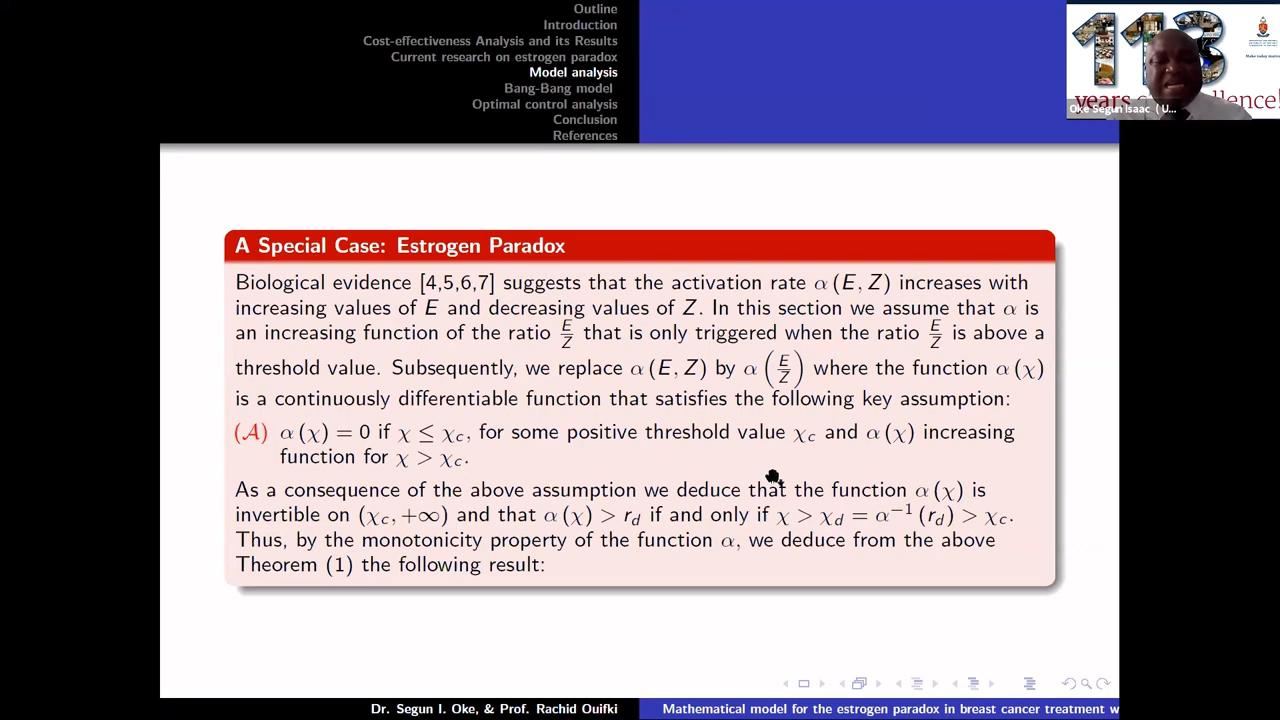 Outline
Introduction
Cost-effectiveness Analysis and its Results
Current research on estrogen paradox
Model analysis
Bang-Bang model
Optimal control analysis
Conclusion
References
113
years
Oke Segun Isaac ( U...
A Special Case: Estrogen Paradox
Biological evidence [4,5,6,7] suggests that the activation rate α (E, Z) increases with
increasing values of E and decreasing values of Z. In this section we assume that α is
an increasing function of the ratio E/Z that is only triggered when the ratio E/Z is above a
threshold value. Subsequently, we replace α (E, Z) by α (E/Z) where the function α (χ)
is a continuously differentiable function that satisfies the following key assumption:
(A) α (χ) = 0 if χ ≤ χc, for some positive threshold value χc and α (χ) increasing
function for χ > χc.
As a consequence of the above assumption we deduce that the function α (χ) is
invertible on (χc, +∞) and that α (χ) > rd if and only if χ > χd = α⁻¹ (rd) > χc.
Thus, by the monotonicity property of the function α, we deduce from the above
Theorem (1) the following result:
Dr. Segun I. Oke, & Prof. Rachid Ouifki
Mathematical model for the estrogen paradox in breast cancer treatment w